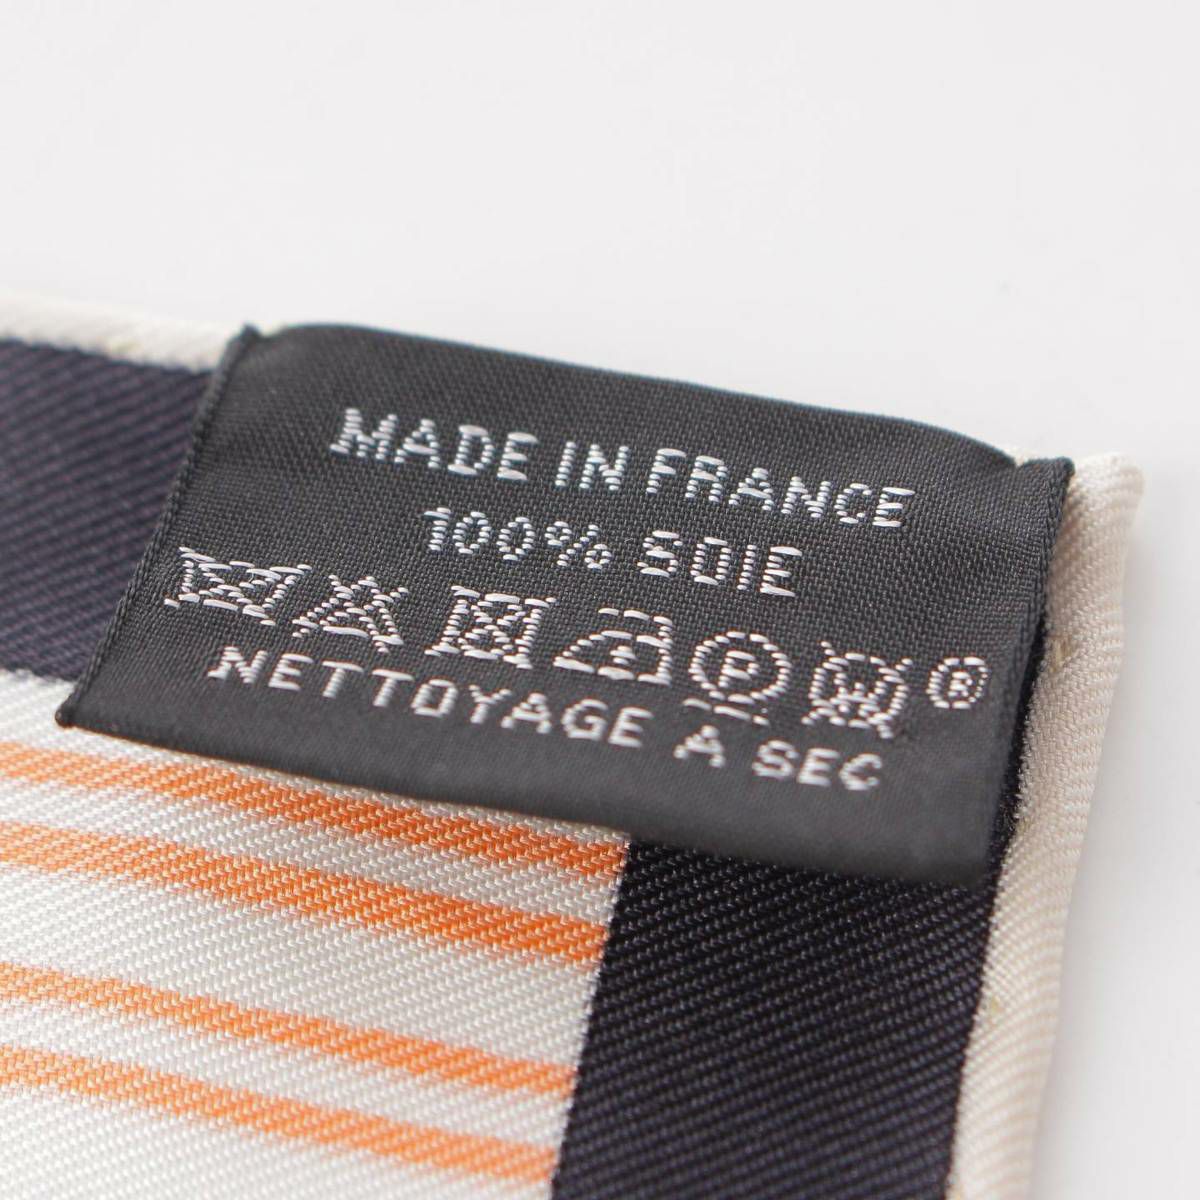 MADE IN FRANCE
100% SOIE
P W ®
NETTOYAGE A SEC